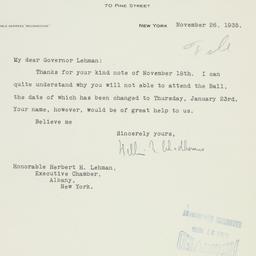 70 PINE STREET
NEW YORK November 26, 1935.
My dear Governor Lehman:
Thanks for your kind note of November 18th. I can
quite understand why you will not able to attend the Ball,
the date of which has been changed to Thursday, January 23rd.
Your name, however, would be of great help to us.
Believe me
Sincerely yours,
Honorable Herbert H. Lehman,
Executive Chamber,
Albany,
New York.